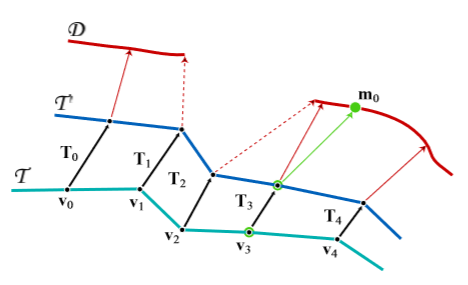 𝒟
𝒯'
T₀
T₁
T₂
T₃
T₄
𝒯
v₀
v₁
v₂
v₃
v₄
m₀